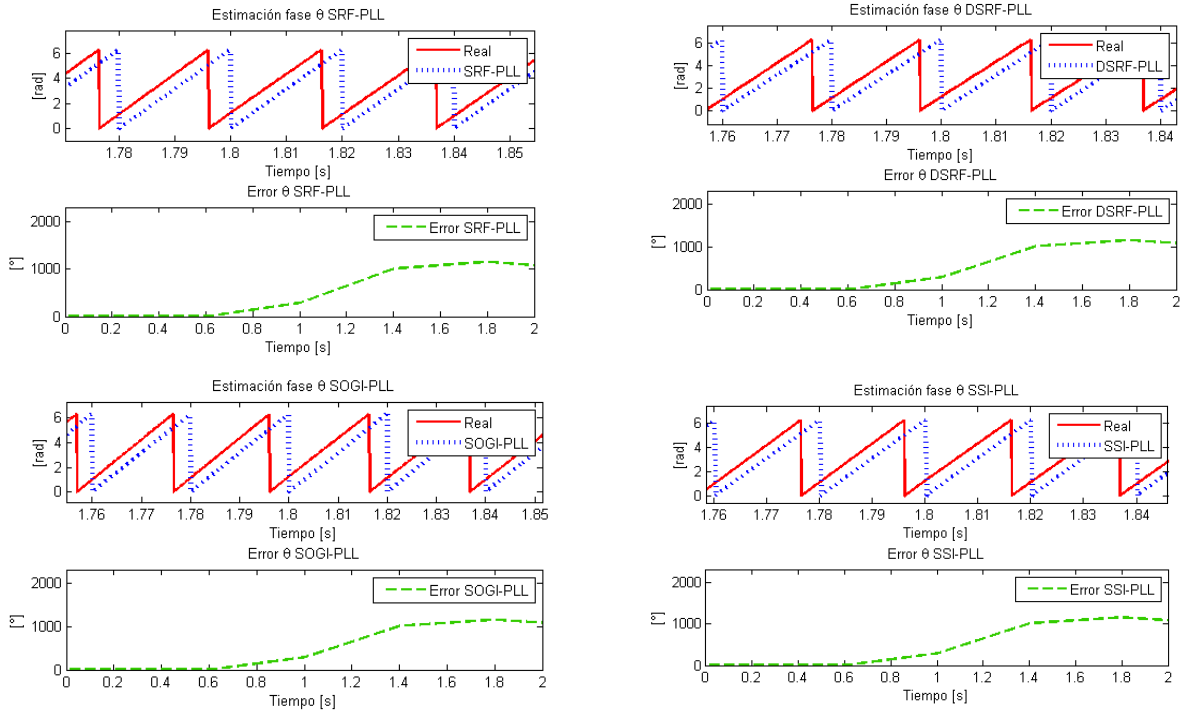 Estimación fase θ SRF-PLL
[rad]
6
4
2
0
Real
SRF-PLL
1.78 1.79 1.8 1.81 1.82 1.83 1.84 1.85
Tiempo [s]
Error θ SRF-PLL
[°]
2000
1000
0
Error SRF-PLL
0 0.2 0.4 0.6 0.8 1 1.2 1.4 1.6 1.8 2
Tiempo [s]
Estimación fase θ DSRF-PLL
[rad]
6
4
2
0
Real
DSRF-PLL
1.76 1.77 1.78 1.79 1.8 1.81 1.82 1.83 1.84
Tiempo [s]
Error θ DSRF-PLL
[°]
2000
1000
0
Error DSRF-PLL
0 0.2 0.4 0.6 0.8 1 1.2 1.4 1.6 1.8 2
Tiempo [s]
Estimación fase θ SOGI-PLL
[rad]
6
4
2
0
Real
SOGI-PLL
1.76 1.77 1.78 1.79 1.8 1.81 1.82 1.83 1.84 1.85
Tiempo [s]
Error θ SOGI-PLL
[°]
2000
1000
0
Error SOGI-PLL
0 0.2 0.4 0.6 0.8 1 1.2 1.4 1.6 1.8 2
Tiempo [s]
Estimación fase θ SSI-PLL
[rad]
6
4
2
0
Real
SSI-PLL
1.76 1.77 1.78 1.79 1.8 1.81 1.82 1.83 1.84
Tiempo [s]
Error θ SSI-PLL
[°]
2000
1000
0
Error SSI-PLL
0 0.2 0.4 0.6 0.8 1 1.2 1.4 1.6 1.8 2
Tiempo [s]